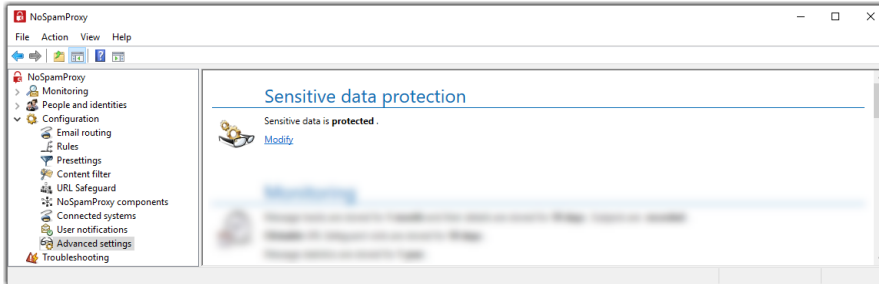 NoSpamProxy
File Action View Help
NoSpamProxy
Monitoring
People and identities
Configuration
Email routing
Rules
Presettings
Content filter
URL Safeguard
NoSpamProxy components
Connected systems
User notifications
Advanced settings
Troubleshooting
Sensitive data protection
Sensitive data is protected .
Modify
Monitoring